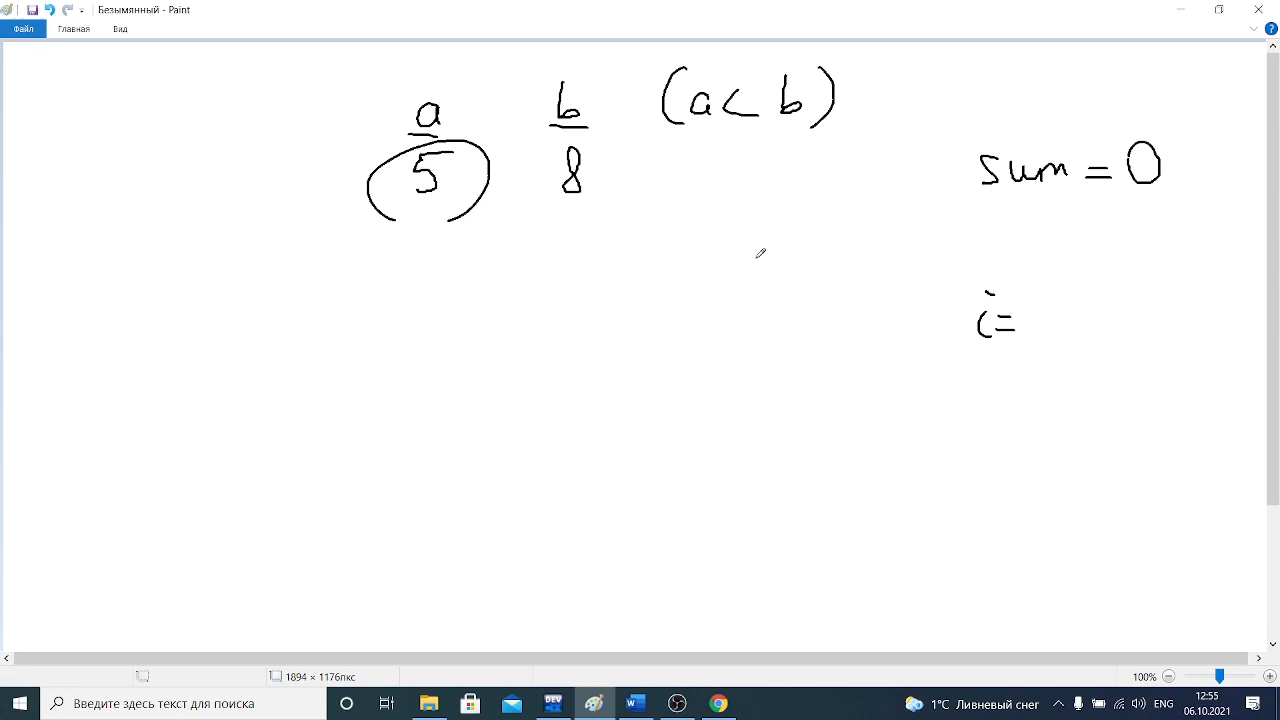 Безымянный - Paint
Файл Главная Вид
a b (a < b)
5 8
sum = 0
i=
1894 × 1176пкс 100%
Введите здесь текст для поиска
DEV
1°C Ливневый снег
ENG
12:55
06.10.2021